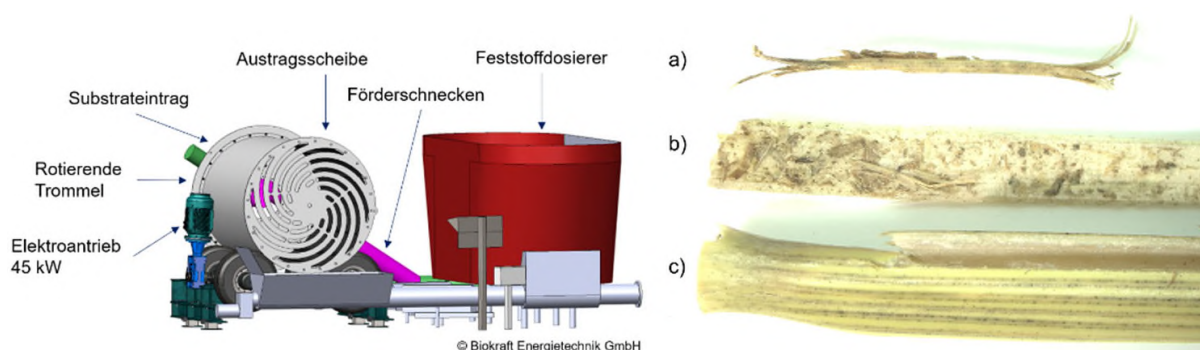 Austragsscheibe
Feststoffdosierer
Förderschnecken
Substrateintrag
Rotierende
Trommel
Elektroantrieb
45 kW
© Biokraft Energietechnik GmbH
a)
b)
c)